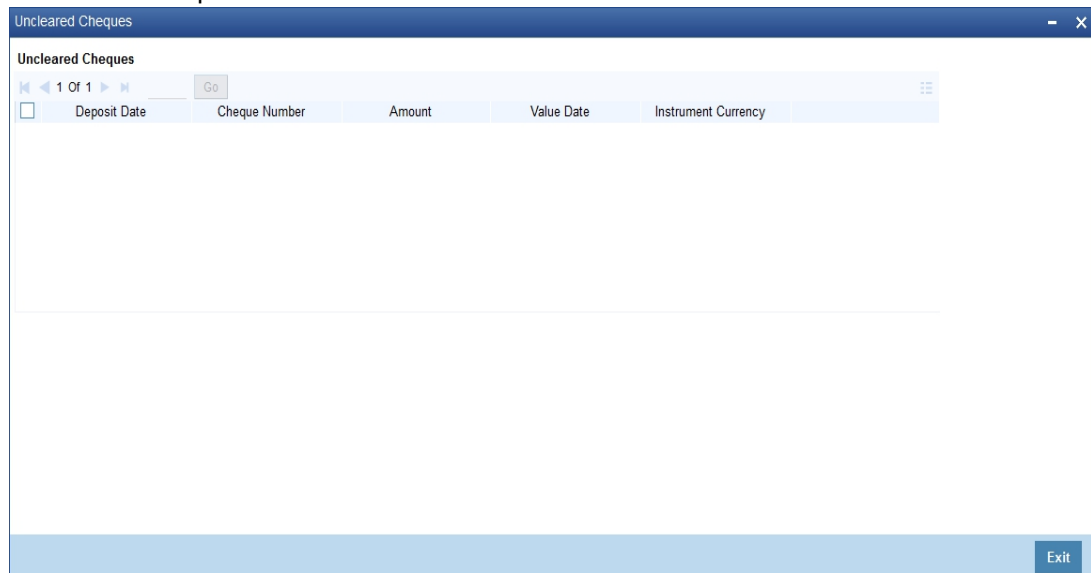 Uncleared Cheques
Uncleared Cheques
1 Of 1 Go
Deposit Date Cheque Number Amount Value Date Instrument Currency
Exit